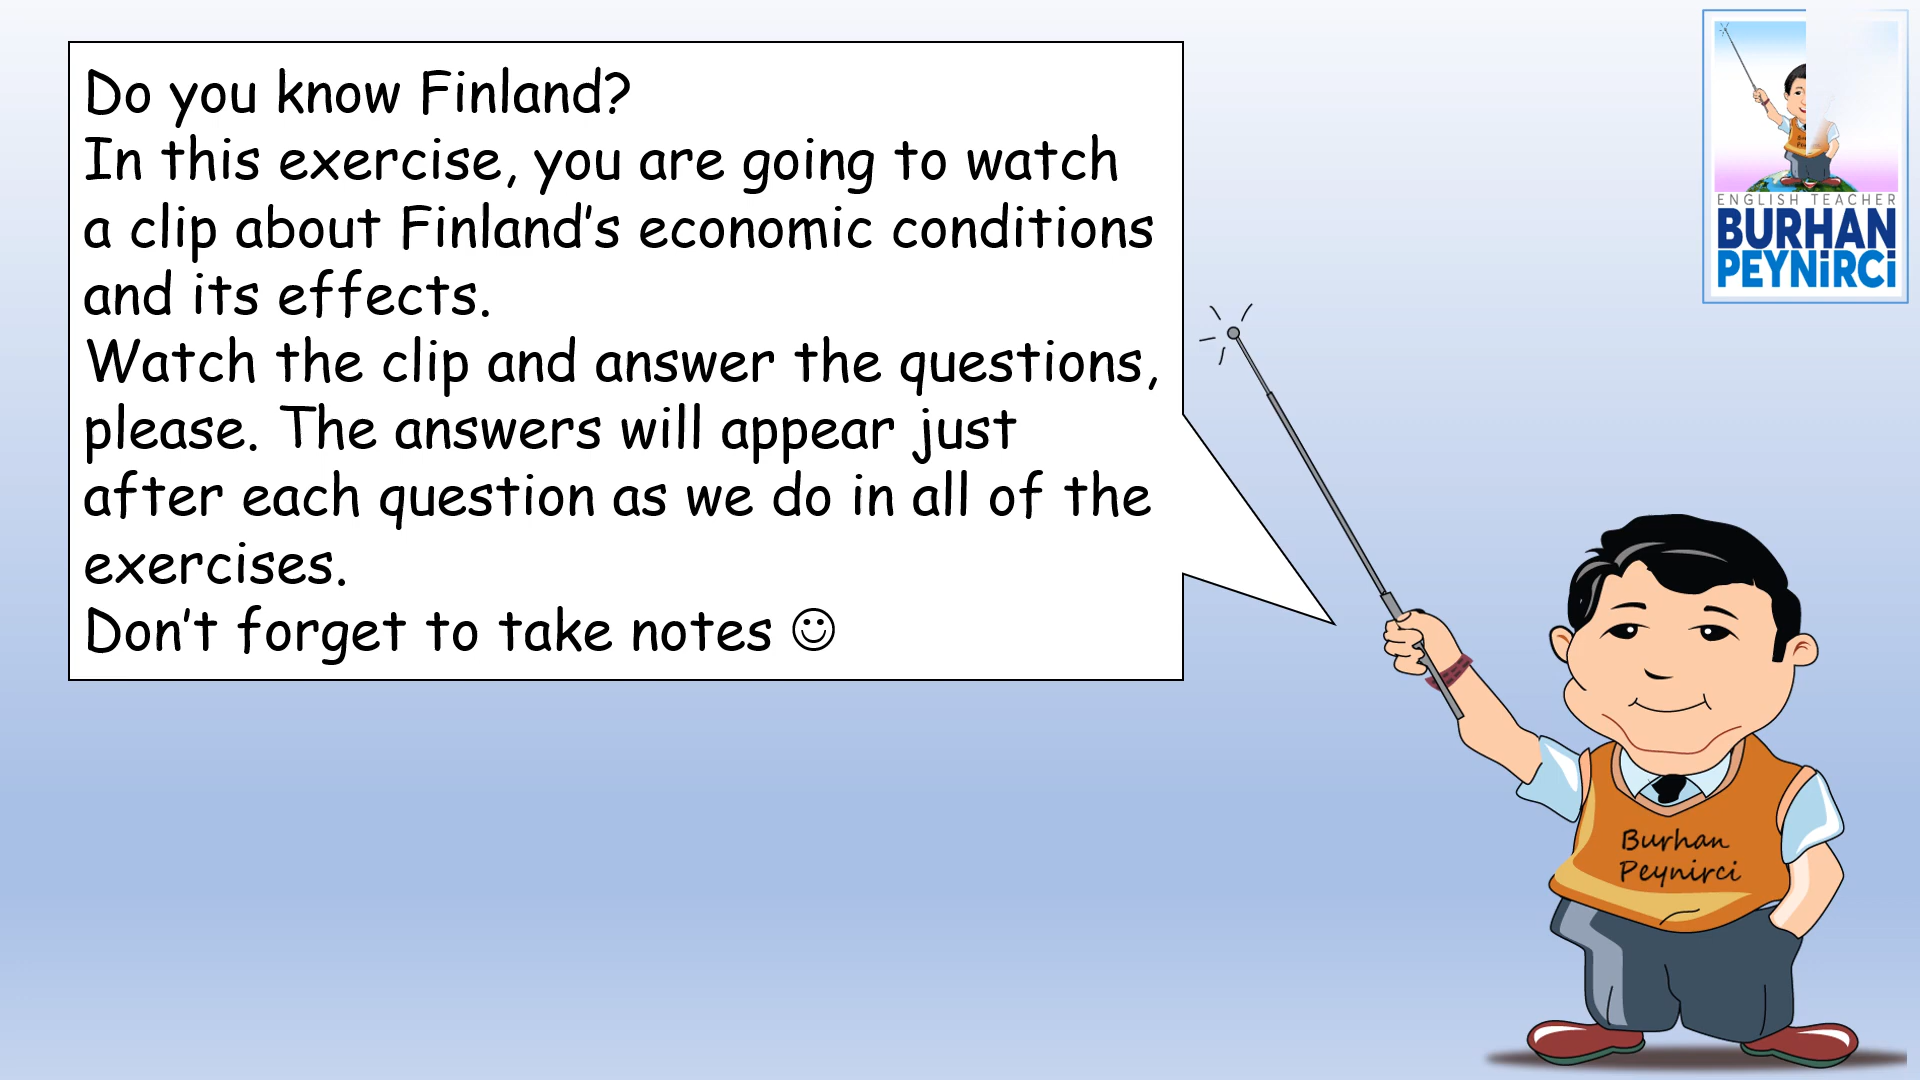 Do you know Finland?
In this exercise, you are going to watch
a clip about Finland's economic conditions
and its effects.
Watch the clip and answer the questions,
please. The answers will appear just
after each question as we do in all of the
exercises.
Don't forget to take notes ☺
ENGLISH TEACHER
BURHAN
PEYNiRCi
Burhan
Peynirci